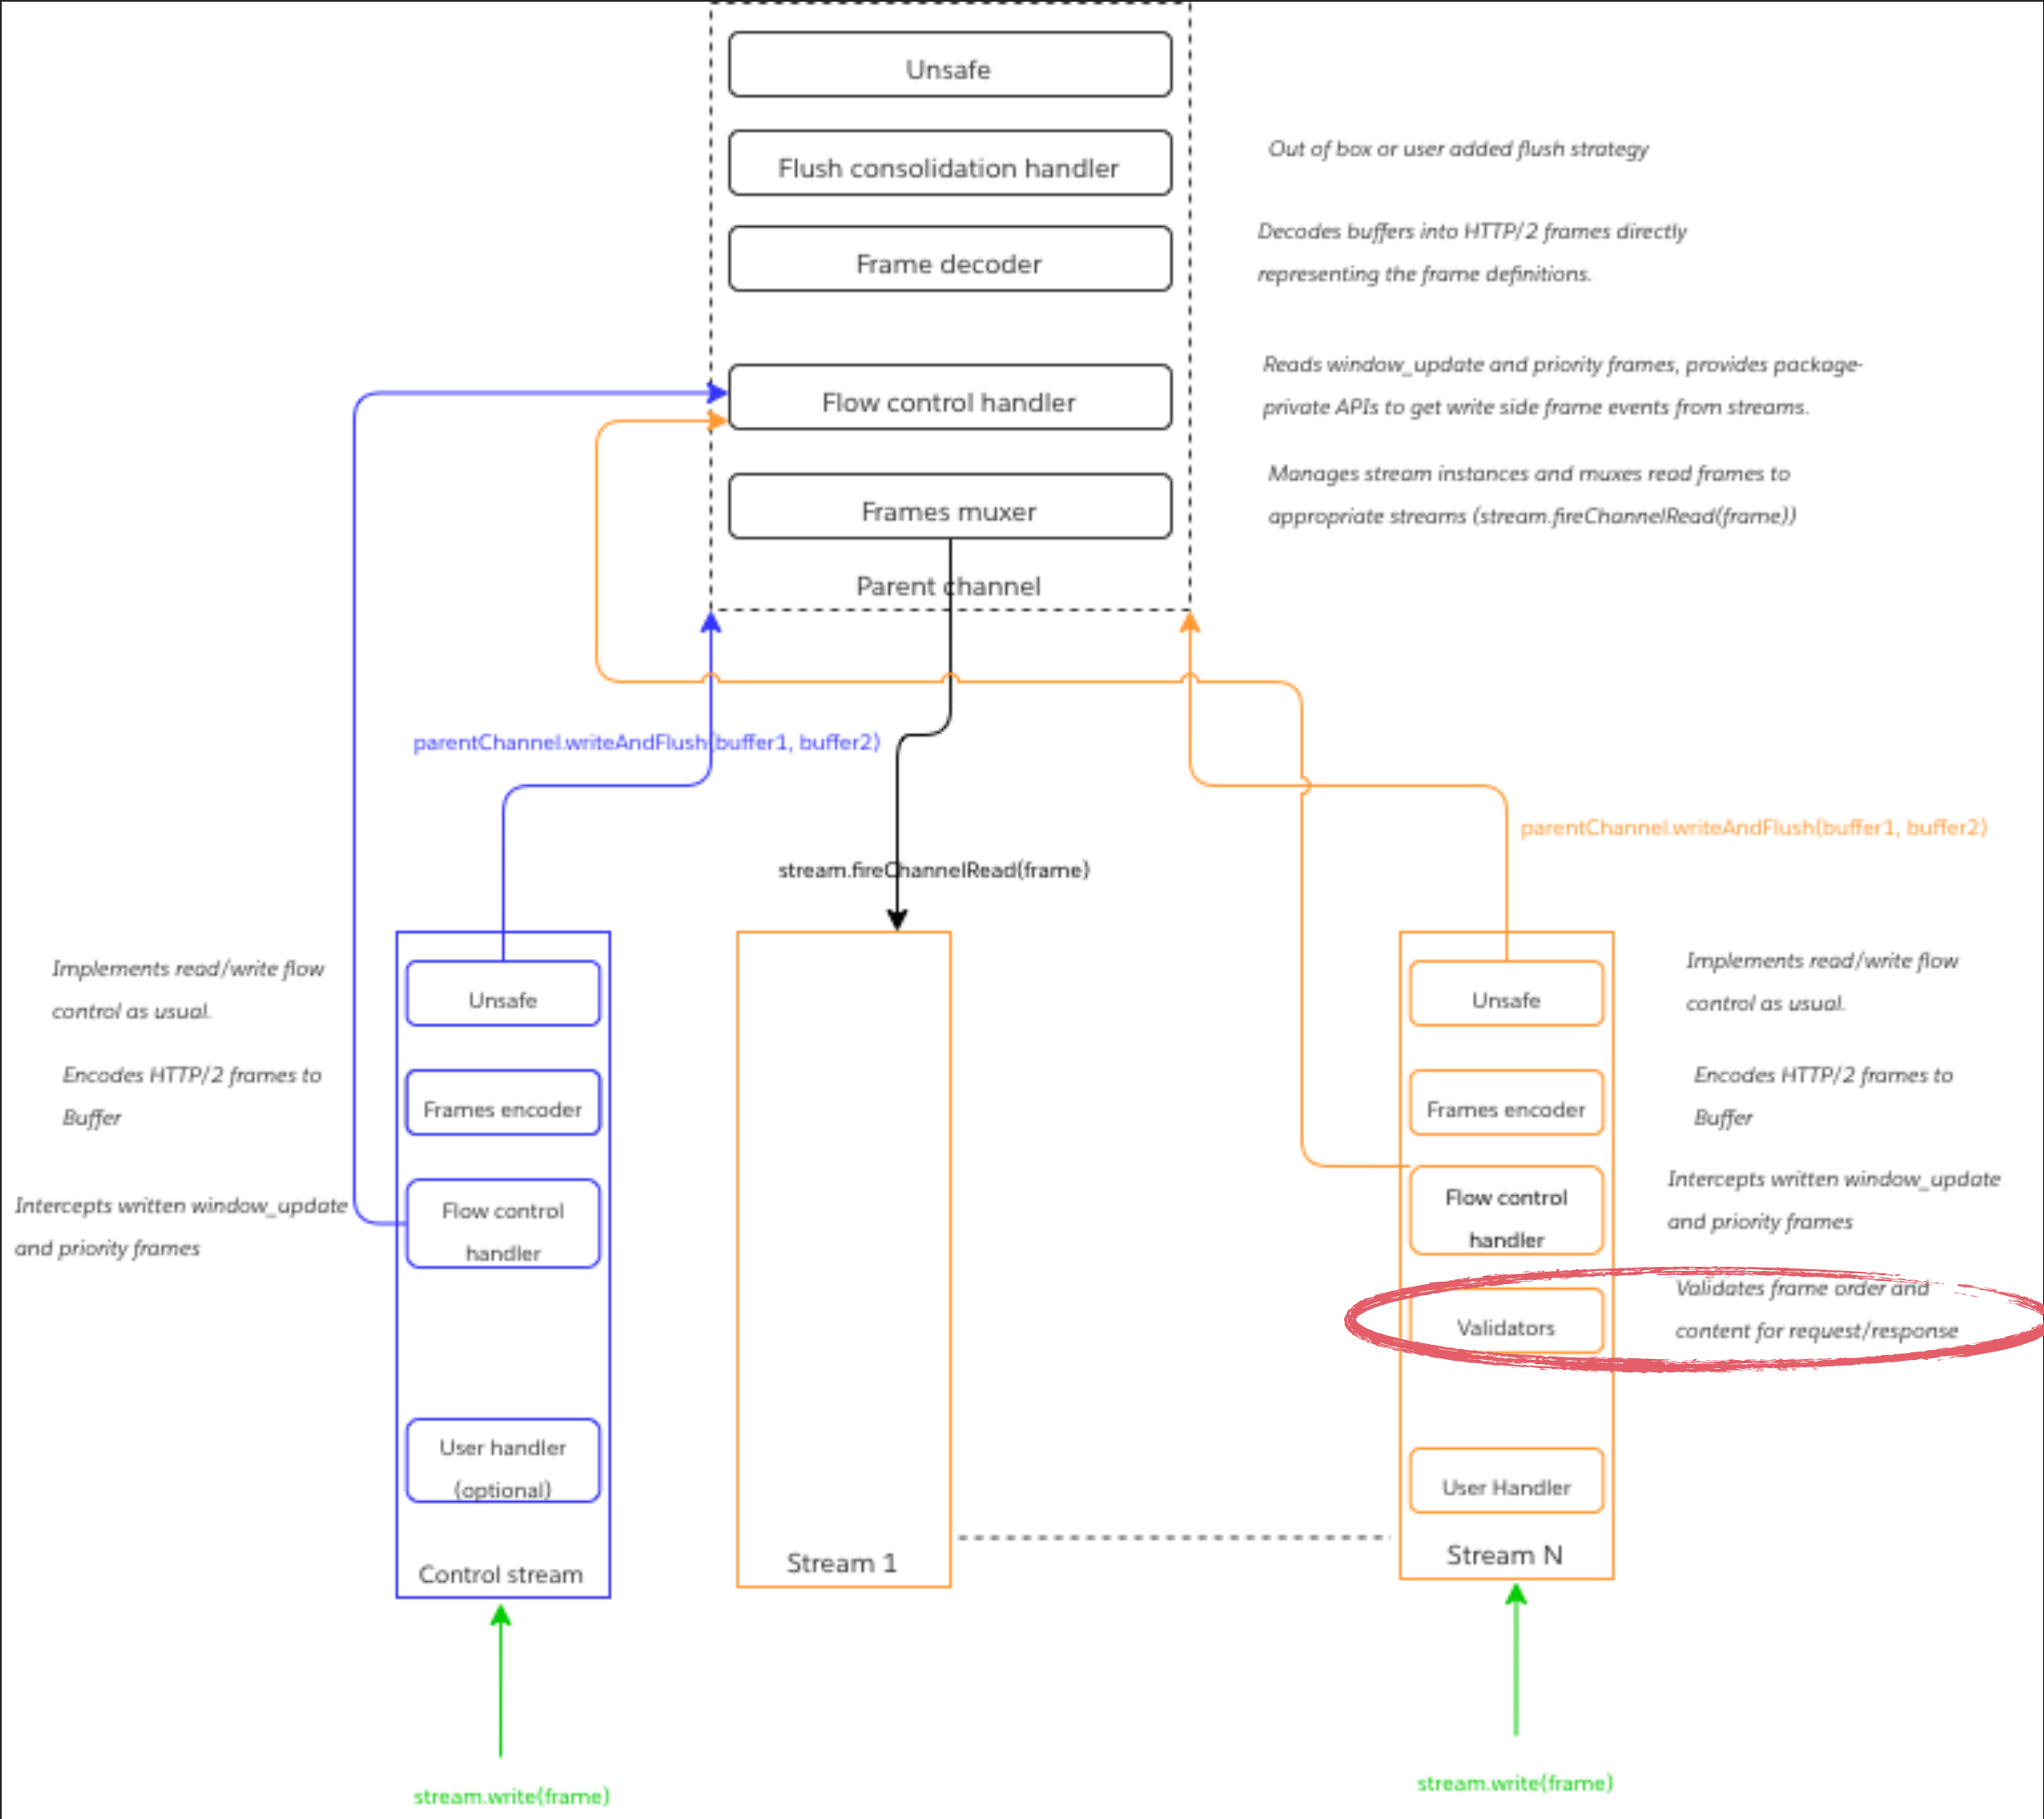 Unsafe
Flush consolidation handler
Out of box or user added flush strategy
Frame decoder
Decodes buffers into HTTP/2 frames directly
representing the frame definitions.
Flow control handler
Reads window_update and priority frames, provides package-
private APIs to get write side frame events from streams.
Frames muxer
Manages stream instances and muxes read frames to
appropriate streams (stream.fireChannelRead(frame))
Parent channel
parentChannel.writeAndFlush(buffer1, buffer2)
parentChannel.writeAndFlush(buffer1, buffer2)
stream.fireChannelRead(frame)
Implements read/write flow
control as usual.
Encodes HTTP/2 frames to
Buffer
Intercepts written window_update
and priority frames
Unsafe
Frames encoder
Flow control
handler
User handler
(optional)
Control stream
stream.write(frame)
Stream 1
Unsafe
Frames encoder
Flow control
handler
Validators
User Handler
Stream N
stream.write(frame)
Implements read/write flow
control as usual.
Encodes HTTP/2 frames to
Buffer
Intercepts written window_update
and priority frames
Validates frame order and
content for request/response